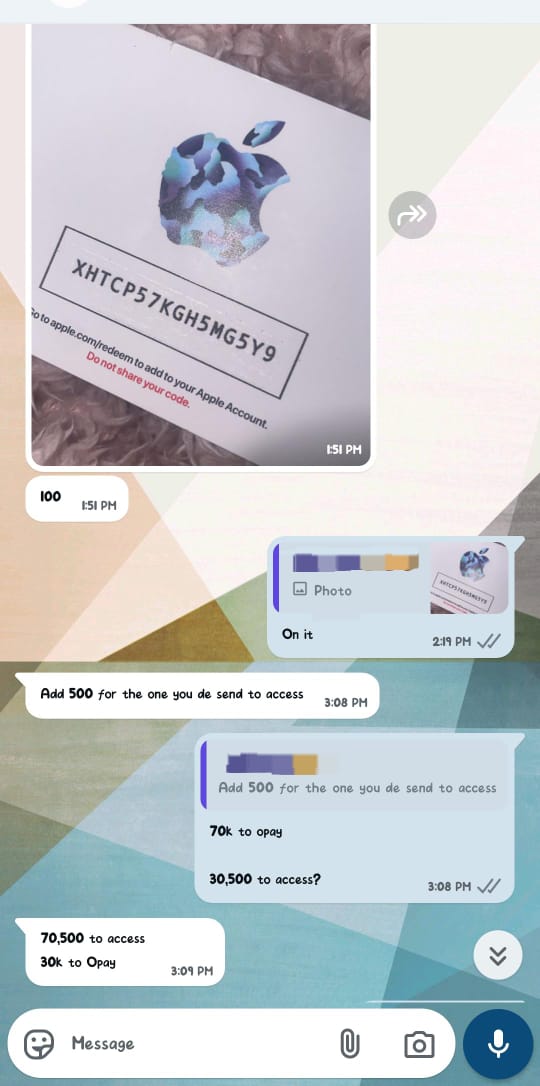 XHTCP57KGH5MG5Y9
Go to apple.com/redeem to add to your Apple Account.
Do not share your code.
1:51 PM
100
1:51 PM
Photo
On it
2:19 PM
Add 500 for the one you de send to access
3:08 PM
Add 500 for the one you de send to access
70k to opay
30,500 to access?
3:08 PM
70,500 to access
30k to Opay
3:09 PM
Message